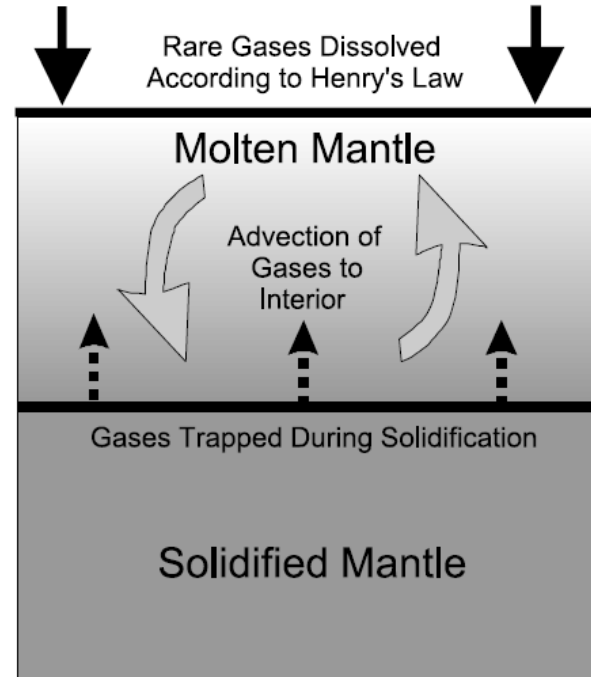 Rare Gases Dissolved
According to Henry's Law
Molten Mantle
Advection of
Gases to
Interior
Gases Trapped During Solidification
Solidified Mantle